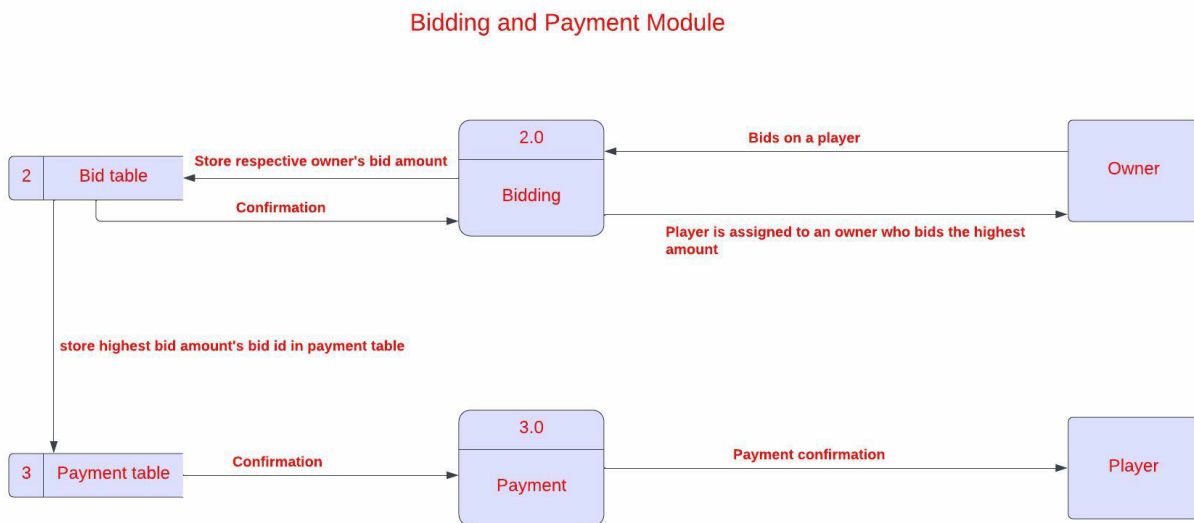 Bidding and Payment Module
2.0
Bids on a player
Store respective owner's bid amount
2
Bid table
Bidding
Owner
Confirmation
Player is assigned to an owner who bids the highest
amount
store highest bid amount's bid id in payment table
3.0
Payment confirmation
3
Payment table
Confirmation
Payment
Player